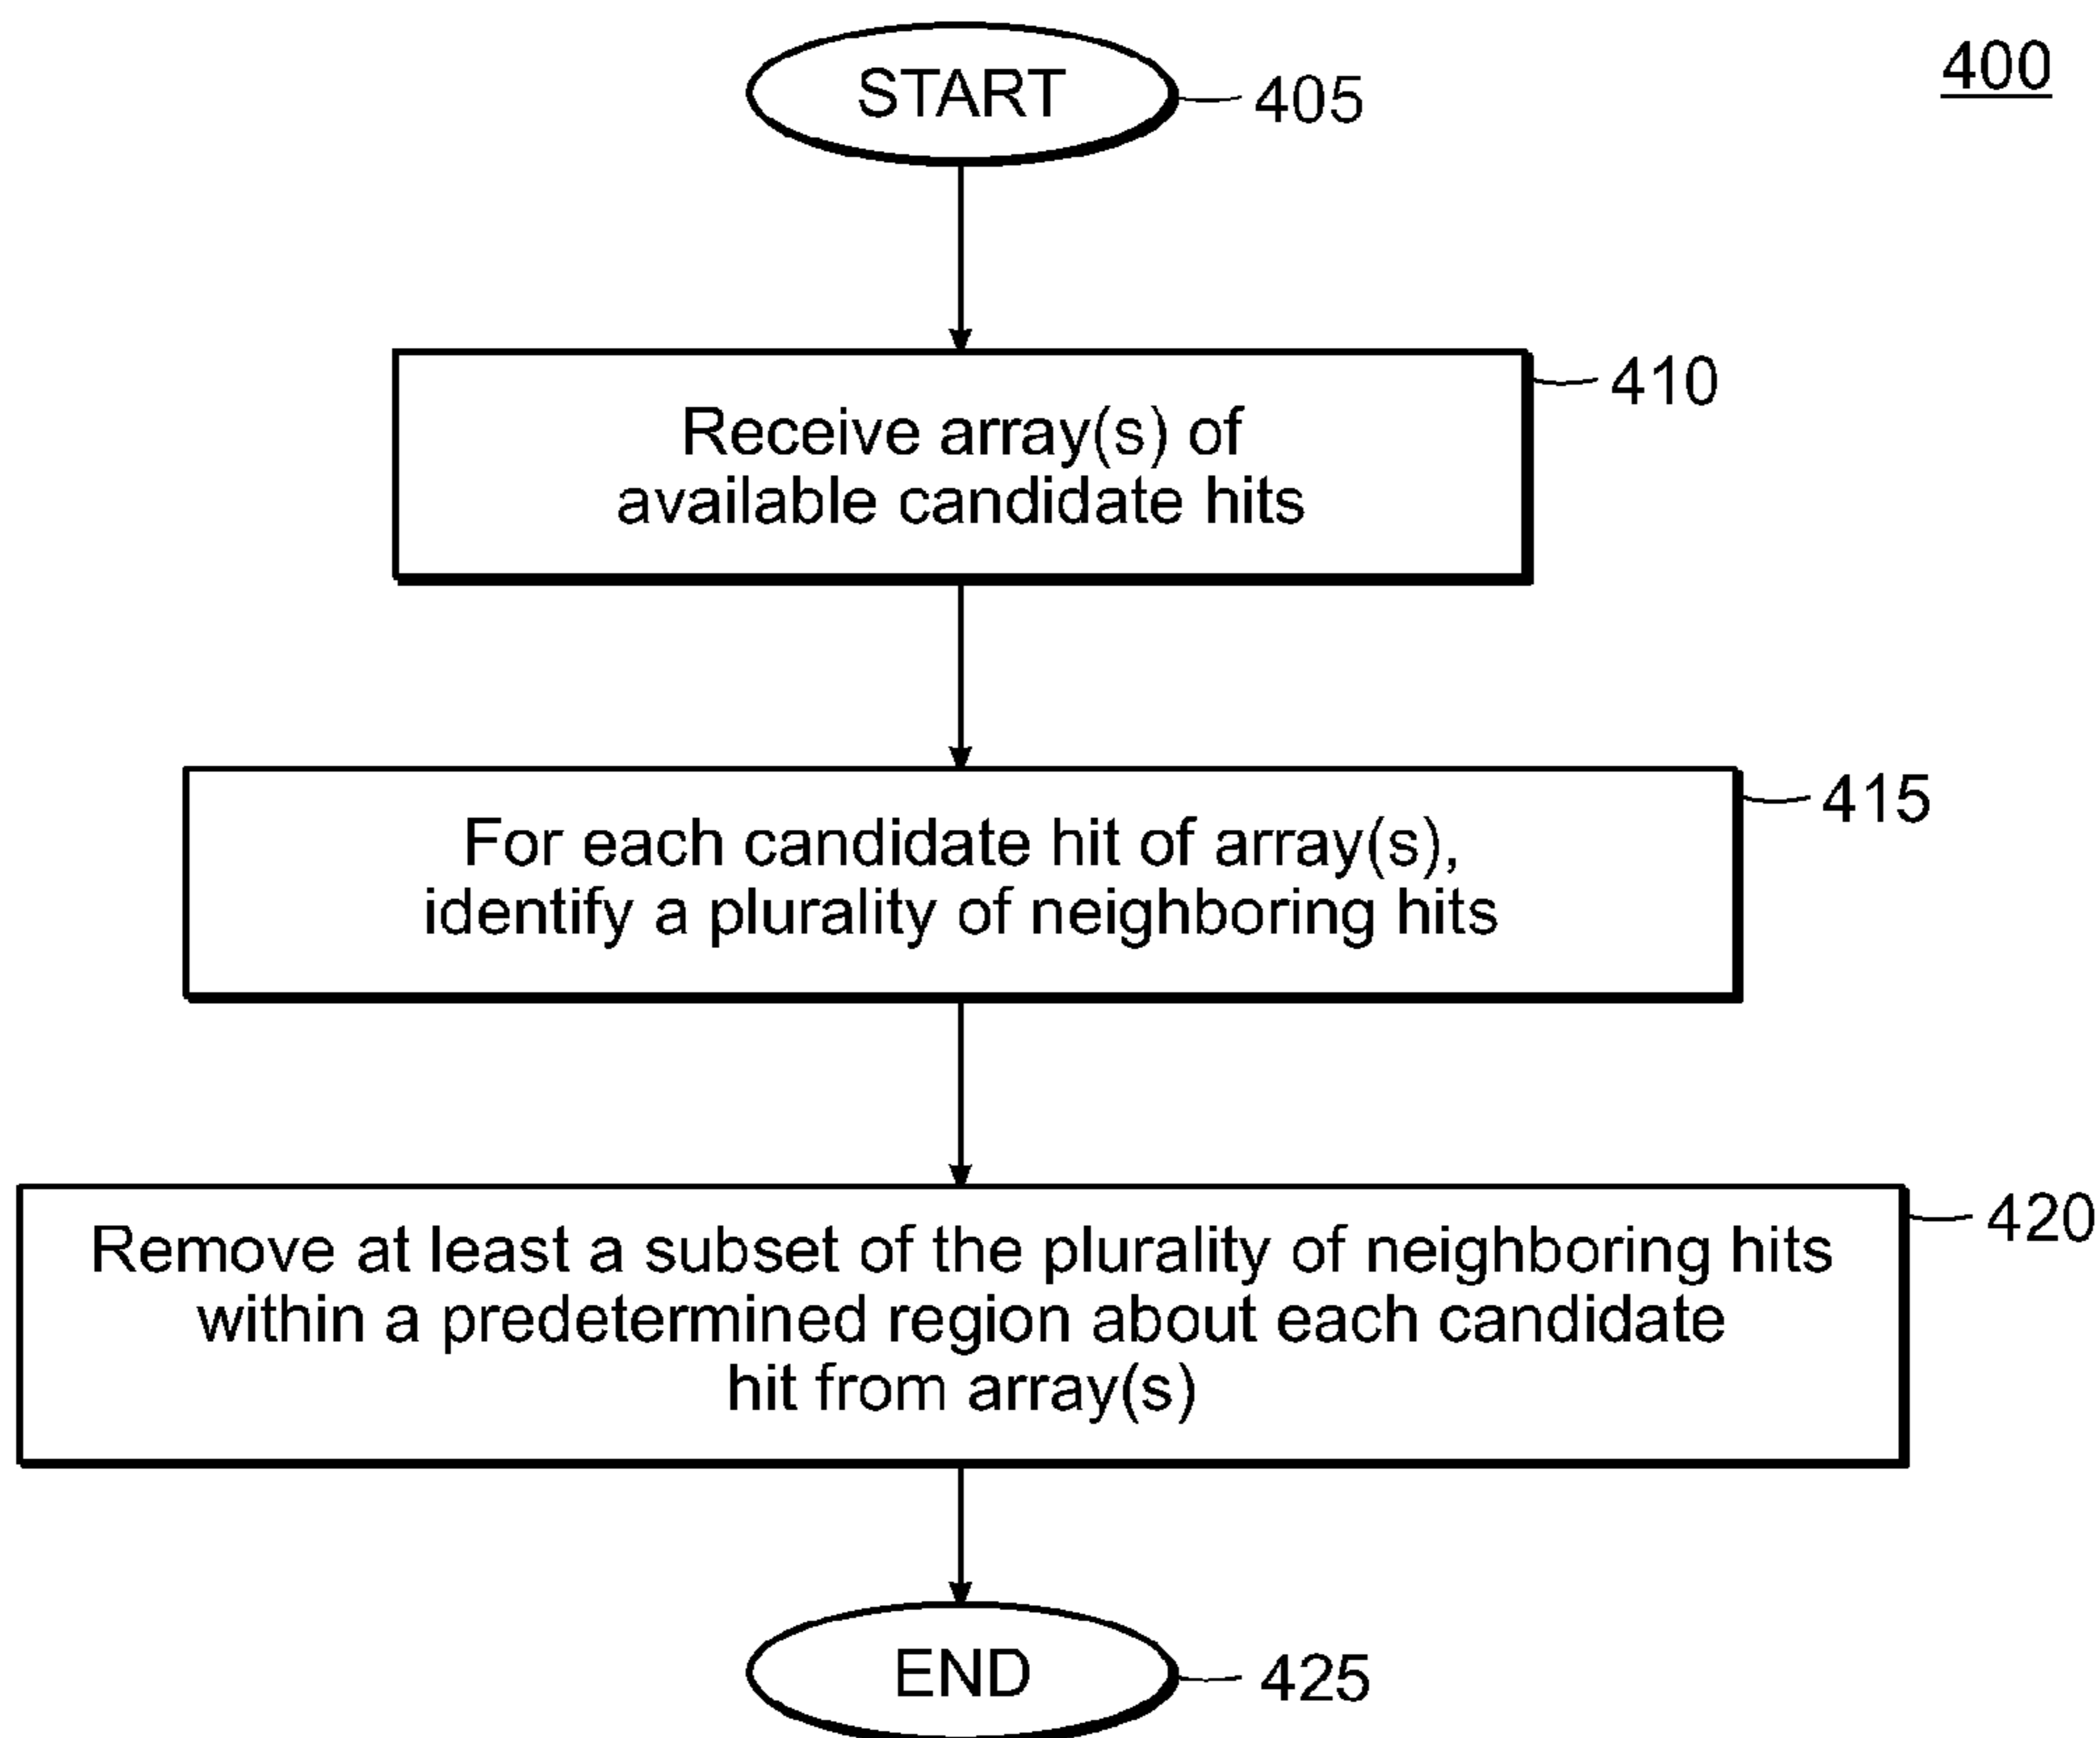 400
START
405
Receive array(s) of
available candidate hits
410
For each candidate hit of array(s),
identify a plurality of neighboring hits
415
Remove at least a subset of the plurality of neighboring hits
within a predetermined region about each candidate
hit from array(s)
420
END
425